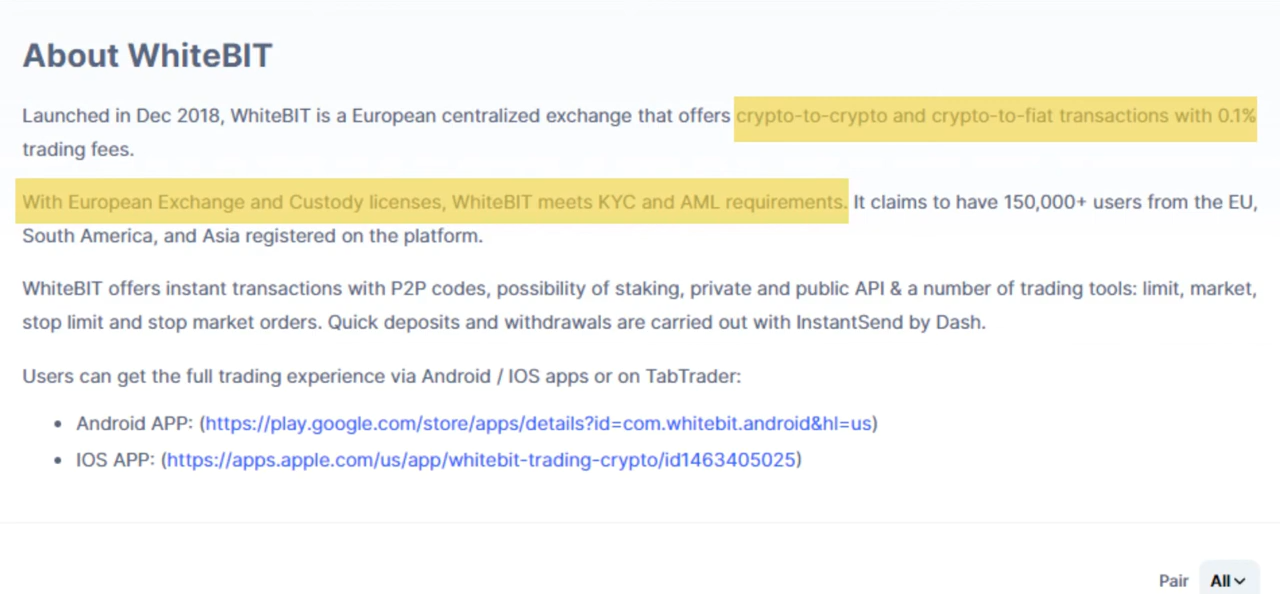 About WhiteBIT
Launched in Dec 2018, WhiteBIT is a European centralized exchange that offers crypto-to-crypto and crypto-to-fiat transactions with 0.1%
trading fees.
With European Exchange and Custody licenses, WhiteBIT meets KYC and AML requirements. It claims to have 150,000+ users from the EU,
South America, and Asia registered on the platform.
WhiteBIT offers instant transactions with P2P codes, possibility of staking, private and public API & a number of trading tools: limit, market,
stop limit and stop market orders. Quick deposits and withdrawals are carried out with InstantSend by Dash.
Users can get the full trading experience via Android / IOS apps or on TabTrader:
• Android APP: (https://play.google.com/store/apps/details?id=com.whitebit.android&hl=us)
• IOS APP: (https://apps.apple.com/us/app/whitebit-trading-crypto/id1463405025)
Pair All